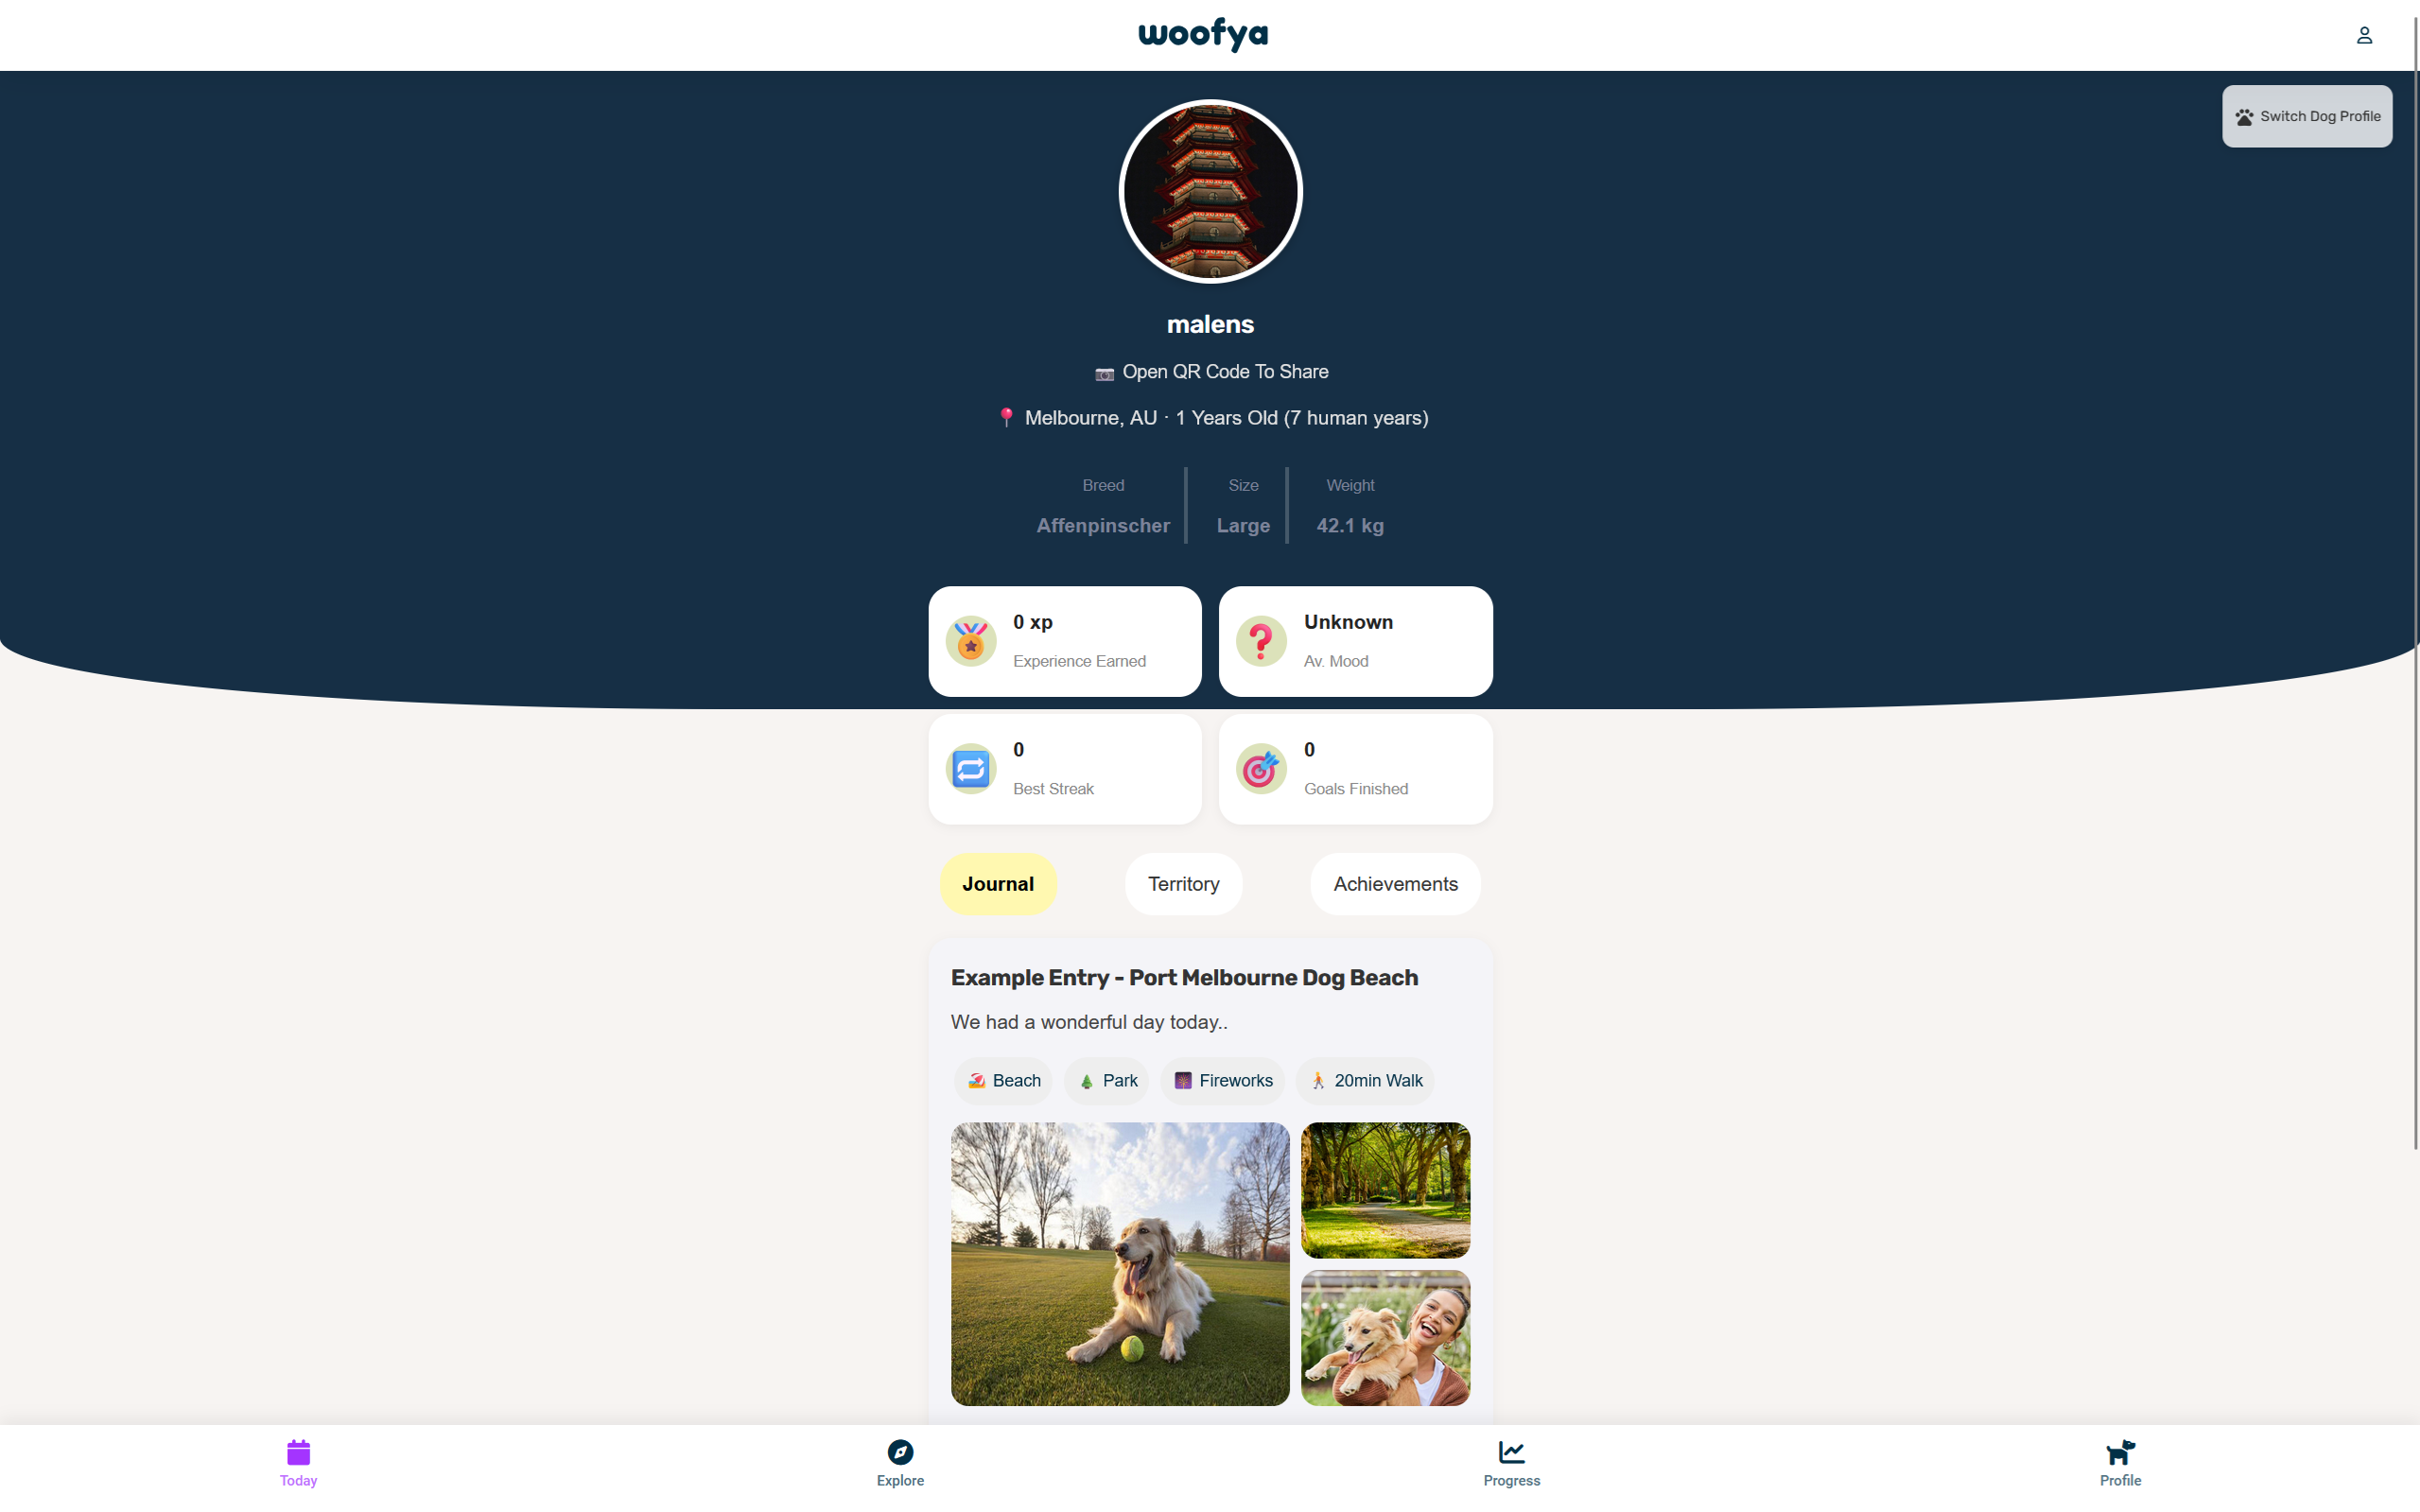 woofya
Switch Dog Profile
malens
Open QR Code To Share
Melbourne, AU · 1 Years Old (7 human years)
Breed Size Weight
Affenpinscher Large 42.1 kg
0 xp
Experience Earned
Unknown
Av. Mood
0
Best Streak
0
Goals Finished
Journal Territory Achievements
Example Entry - Port Melbourne Dog Beach
We had a wonderful day today..
Beach Park Fireworks 20min Walk
Today Explore Progress Profile